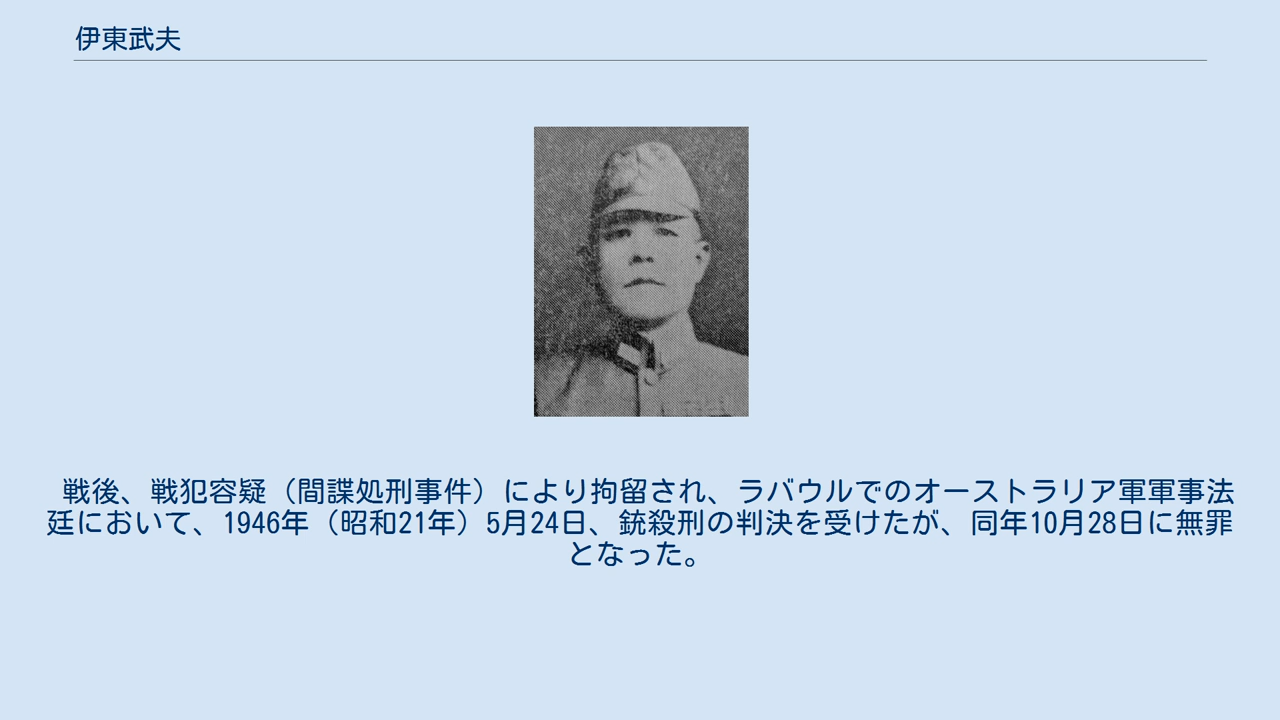 伊東武夫
戦後、戦犯容疑（間諜処刑事件）により拘留され、ラバウルでのオーストラリア軍軍事法
廷において、1946年（昭和21年）5月24日、銃殺刑の判決を受けたが、同年10月28日に無罪
となった。